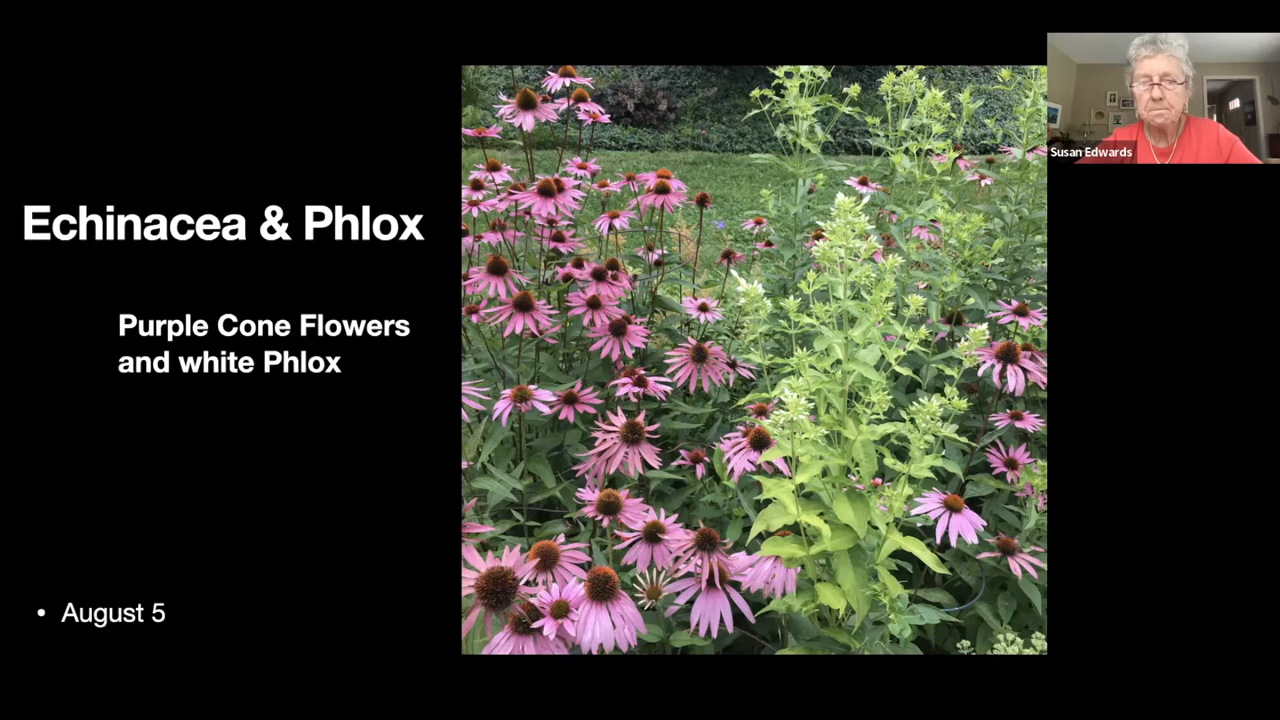 Echinacea & Phlox
Purple Cone Flowers
and white Phlox
• August 5
Susan Edwards